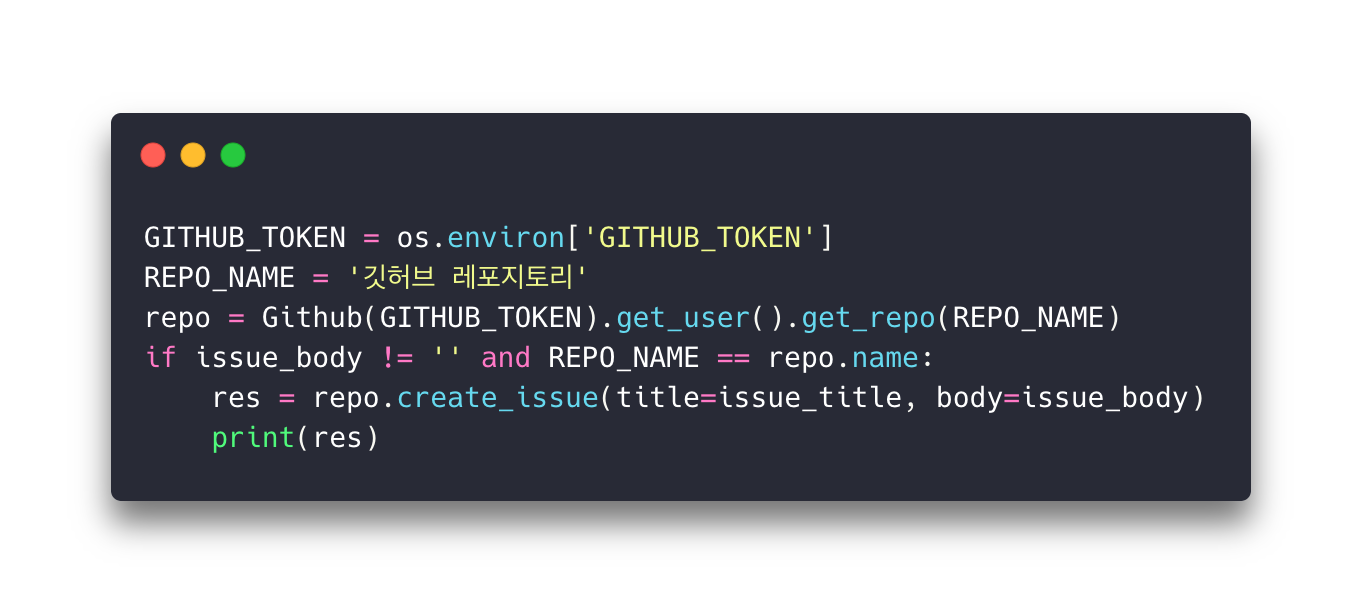 GITHUB_TOKEN = os.environ['GITHUB_TOKEN']
REPO_NAME = '깃허브 레포지토리'
repo = Github(GITHUB_TOKEN).get_user().get_repo(REPO_NAME)
if issue_body != '' and REPO_NAME == repo.name:
    res = repo.create_issue(title=issue_title, body=issue_body)
    print(res)